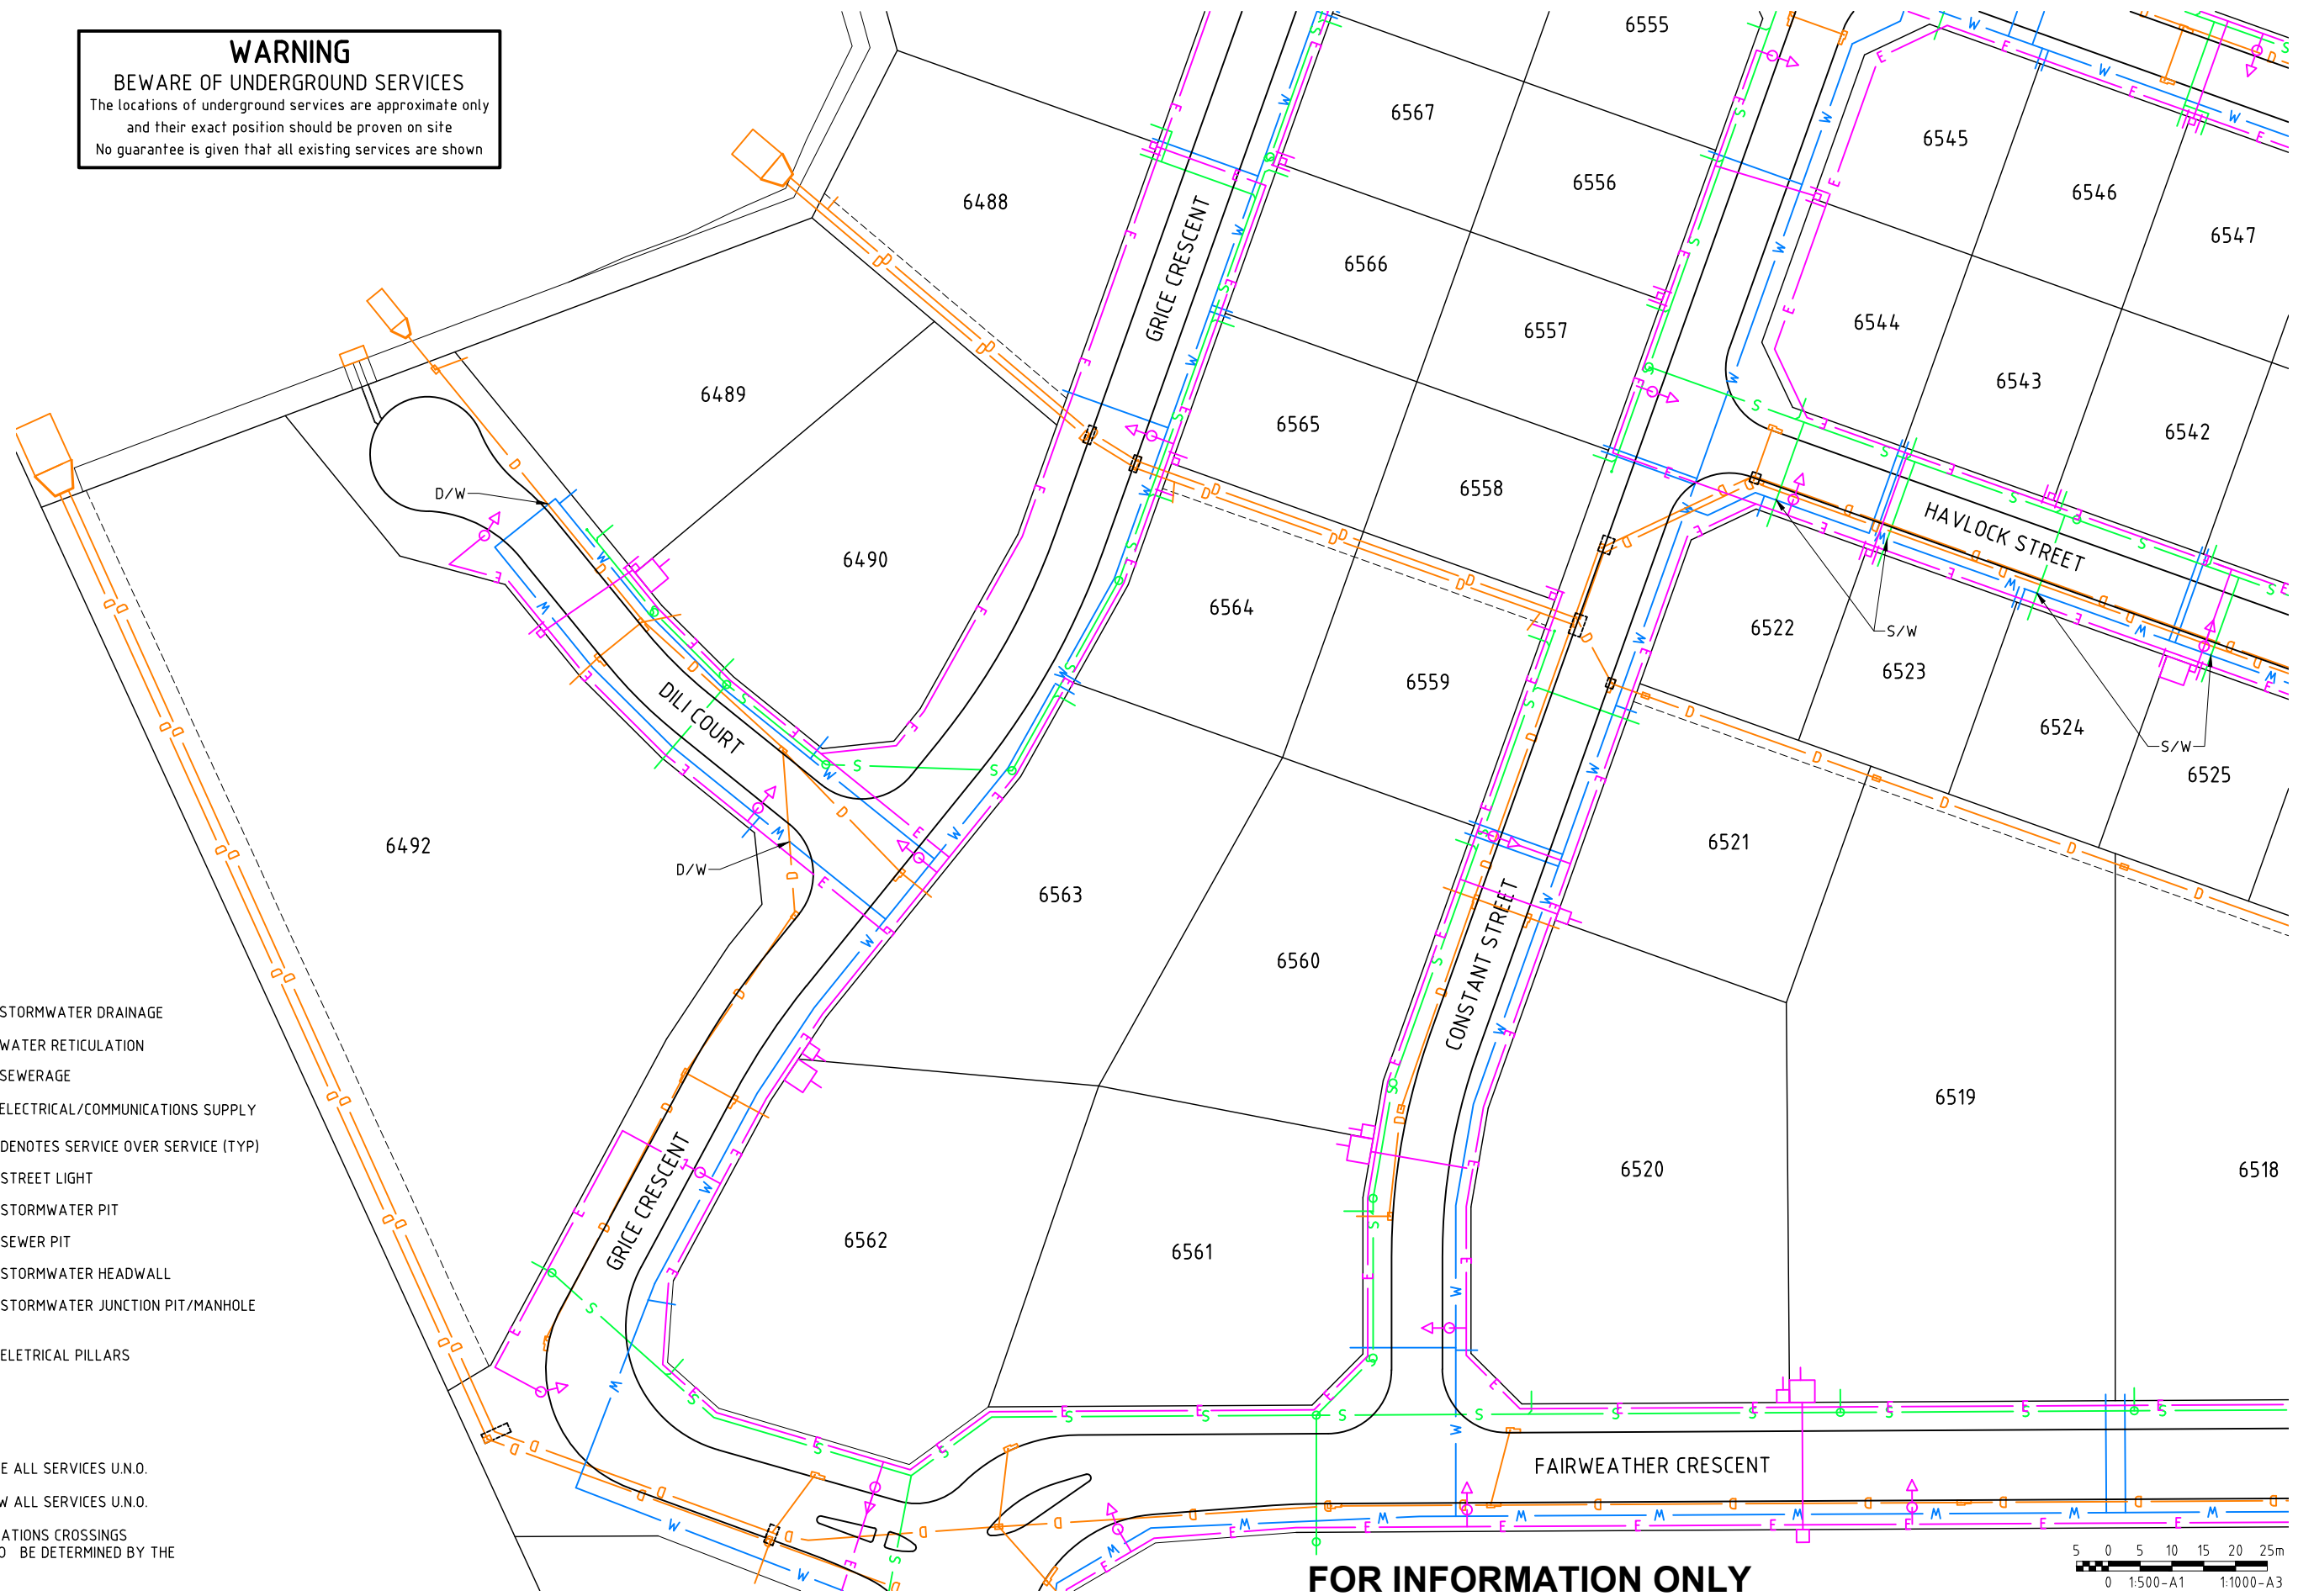 WARNING
BEWARE OF UNDERGROUND SERVICES
The locations of underground services are approximate only
and their exact position should be proven on site
No guarantee is given that all existing services are shown
6555
6567
6545
6556
6546
6488
6547
GRICE CRESCENT
6566
6544
6557
6543
6489
6565
6542
6558
D/W
HAVLOCK STREET
6490
6564
6522
S/W
6523
6559
DILI COURT
6524
S/W
6525
6492
D/W
6521
6563
CONSTANT STREET
6560
STORMWATER DRAINAGE
WATER RETICULATION
SEWERAGE
ELECTRICAL/COMMUNICATIONS SUPPLY
DENOTES SERVICE OVER SERVICE (TYP)
STREET LIGHT
STORMWATER PIT
SEWER PIT
STORMWATER HEADWALL
STORMWATER JUNCTION PIT/MANHOLE
ELETRICAL PILLARS
6519
6520
6518
GRICE CRESCENT
6562
6561
FAIRWEATHER CRESCENT
E ALL SERVICES U.N.O.
W ALL SERVICES U.N.O.
ATIONS CROSSINGS
O BE DETERMINED BY THE
FOR INFORMATION ONLY
5 0 5 10 15 20 25m
0 1:500-A1 1:1000-A3